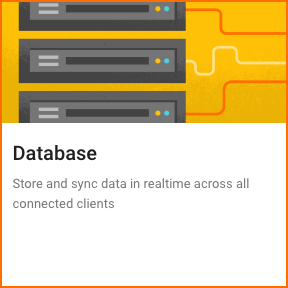 Database
Store and sync data in realtime across all
connected clients